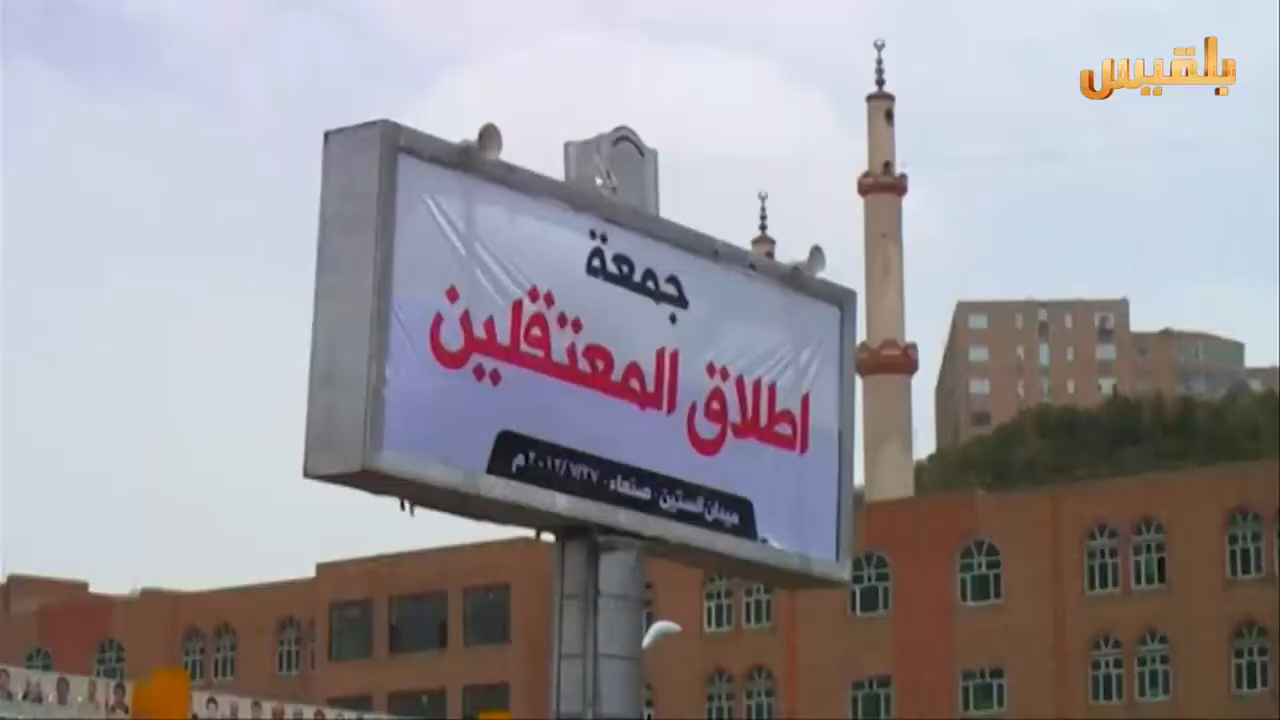 بلقيس
جمعة
اطلاق المعتقلين
ميدان الستين - صنعاء - ٢٠١٢/٧/٢٧م